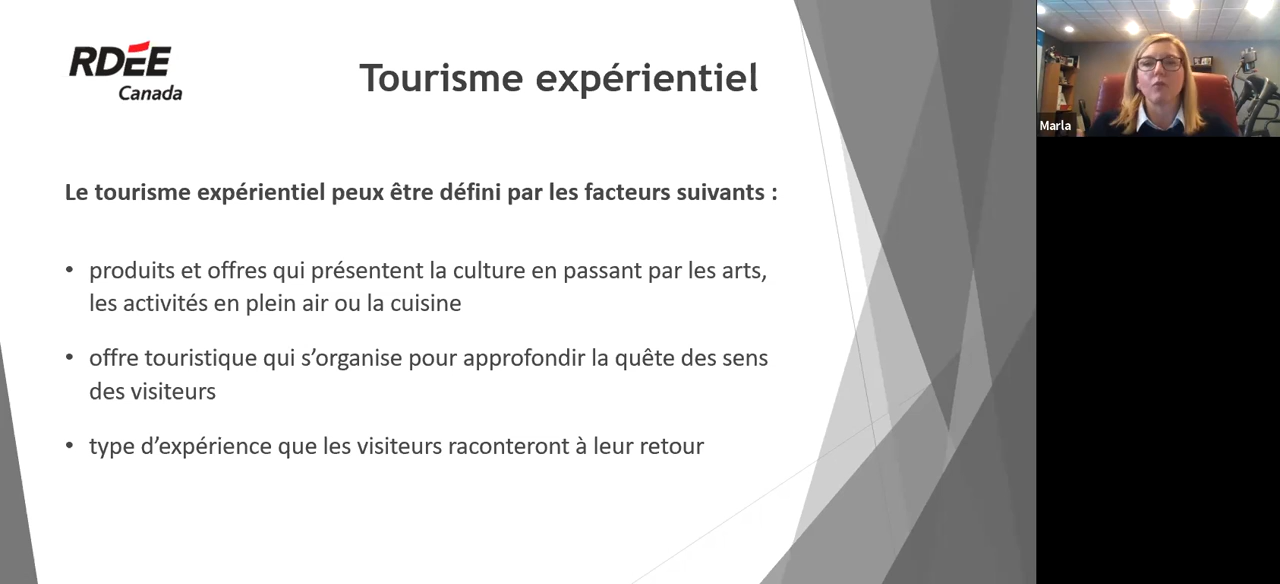 RDÉE
Canada
Tourisme expérientiel
Le tourisme expérientiel peux être défini par les facteurs suivants :
• produits et offres qui présentent la culture en passant par les arts,
les activités en plein air ou la cuisine
• offre touristique qui s’organise pour approfondir la quête des sens
des visiteurs
• type d’expérience que les visiteurs raconteront à leur retour
Marla